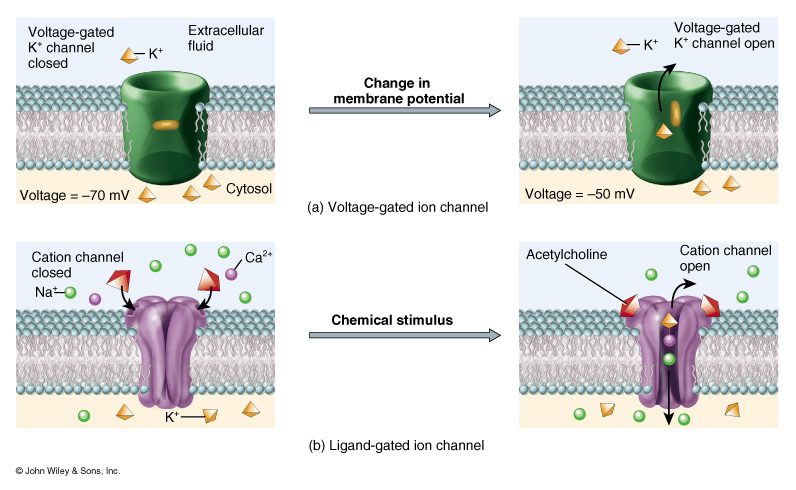 Voltage-gated
K⁺ channel
closed
K⁺
Extracellular
fluid
Voltage = –70 mV
Cytosol
Change in
membrane potential
K⁺
Voltage-gated
K⁺ channel open
Voltage = –50 mV
(a) Voltage-gated ion channel
Cation channel
closed
Na⁺
Ca²⁺
K⁺
Chemical stimulus
Acetylcholine
Cation channel
open
(b) Ligand-gated ion channel
© John Wiley & Sons, Inc.